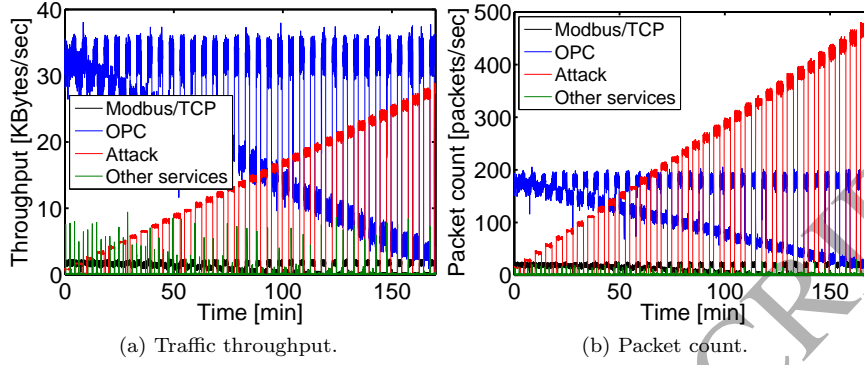 40
30
20
10
0
Throughput [KBytes/sec]
Modbus/TCP
OPC
Attack
Other services
0 50 100 150
Time [min]
(a) Traffic throughput.
500
400
300
200
100
0
Packet count [packets/sec]
Modbus/TCP
OPC
Attack
Other services
0 50 100 150
Time [min]
(b) Packet count.
CRI